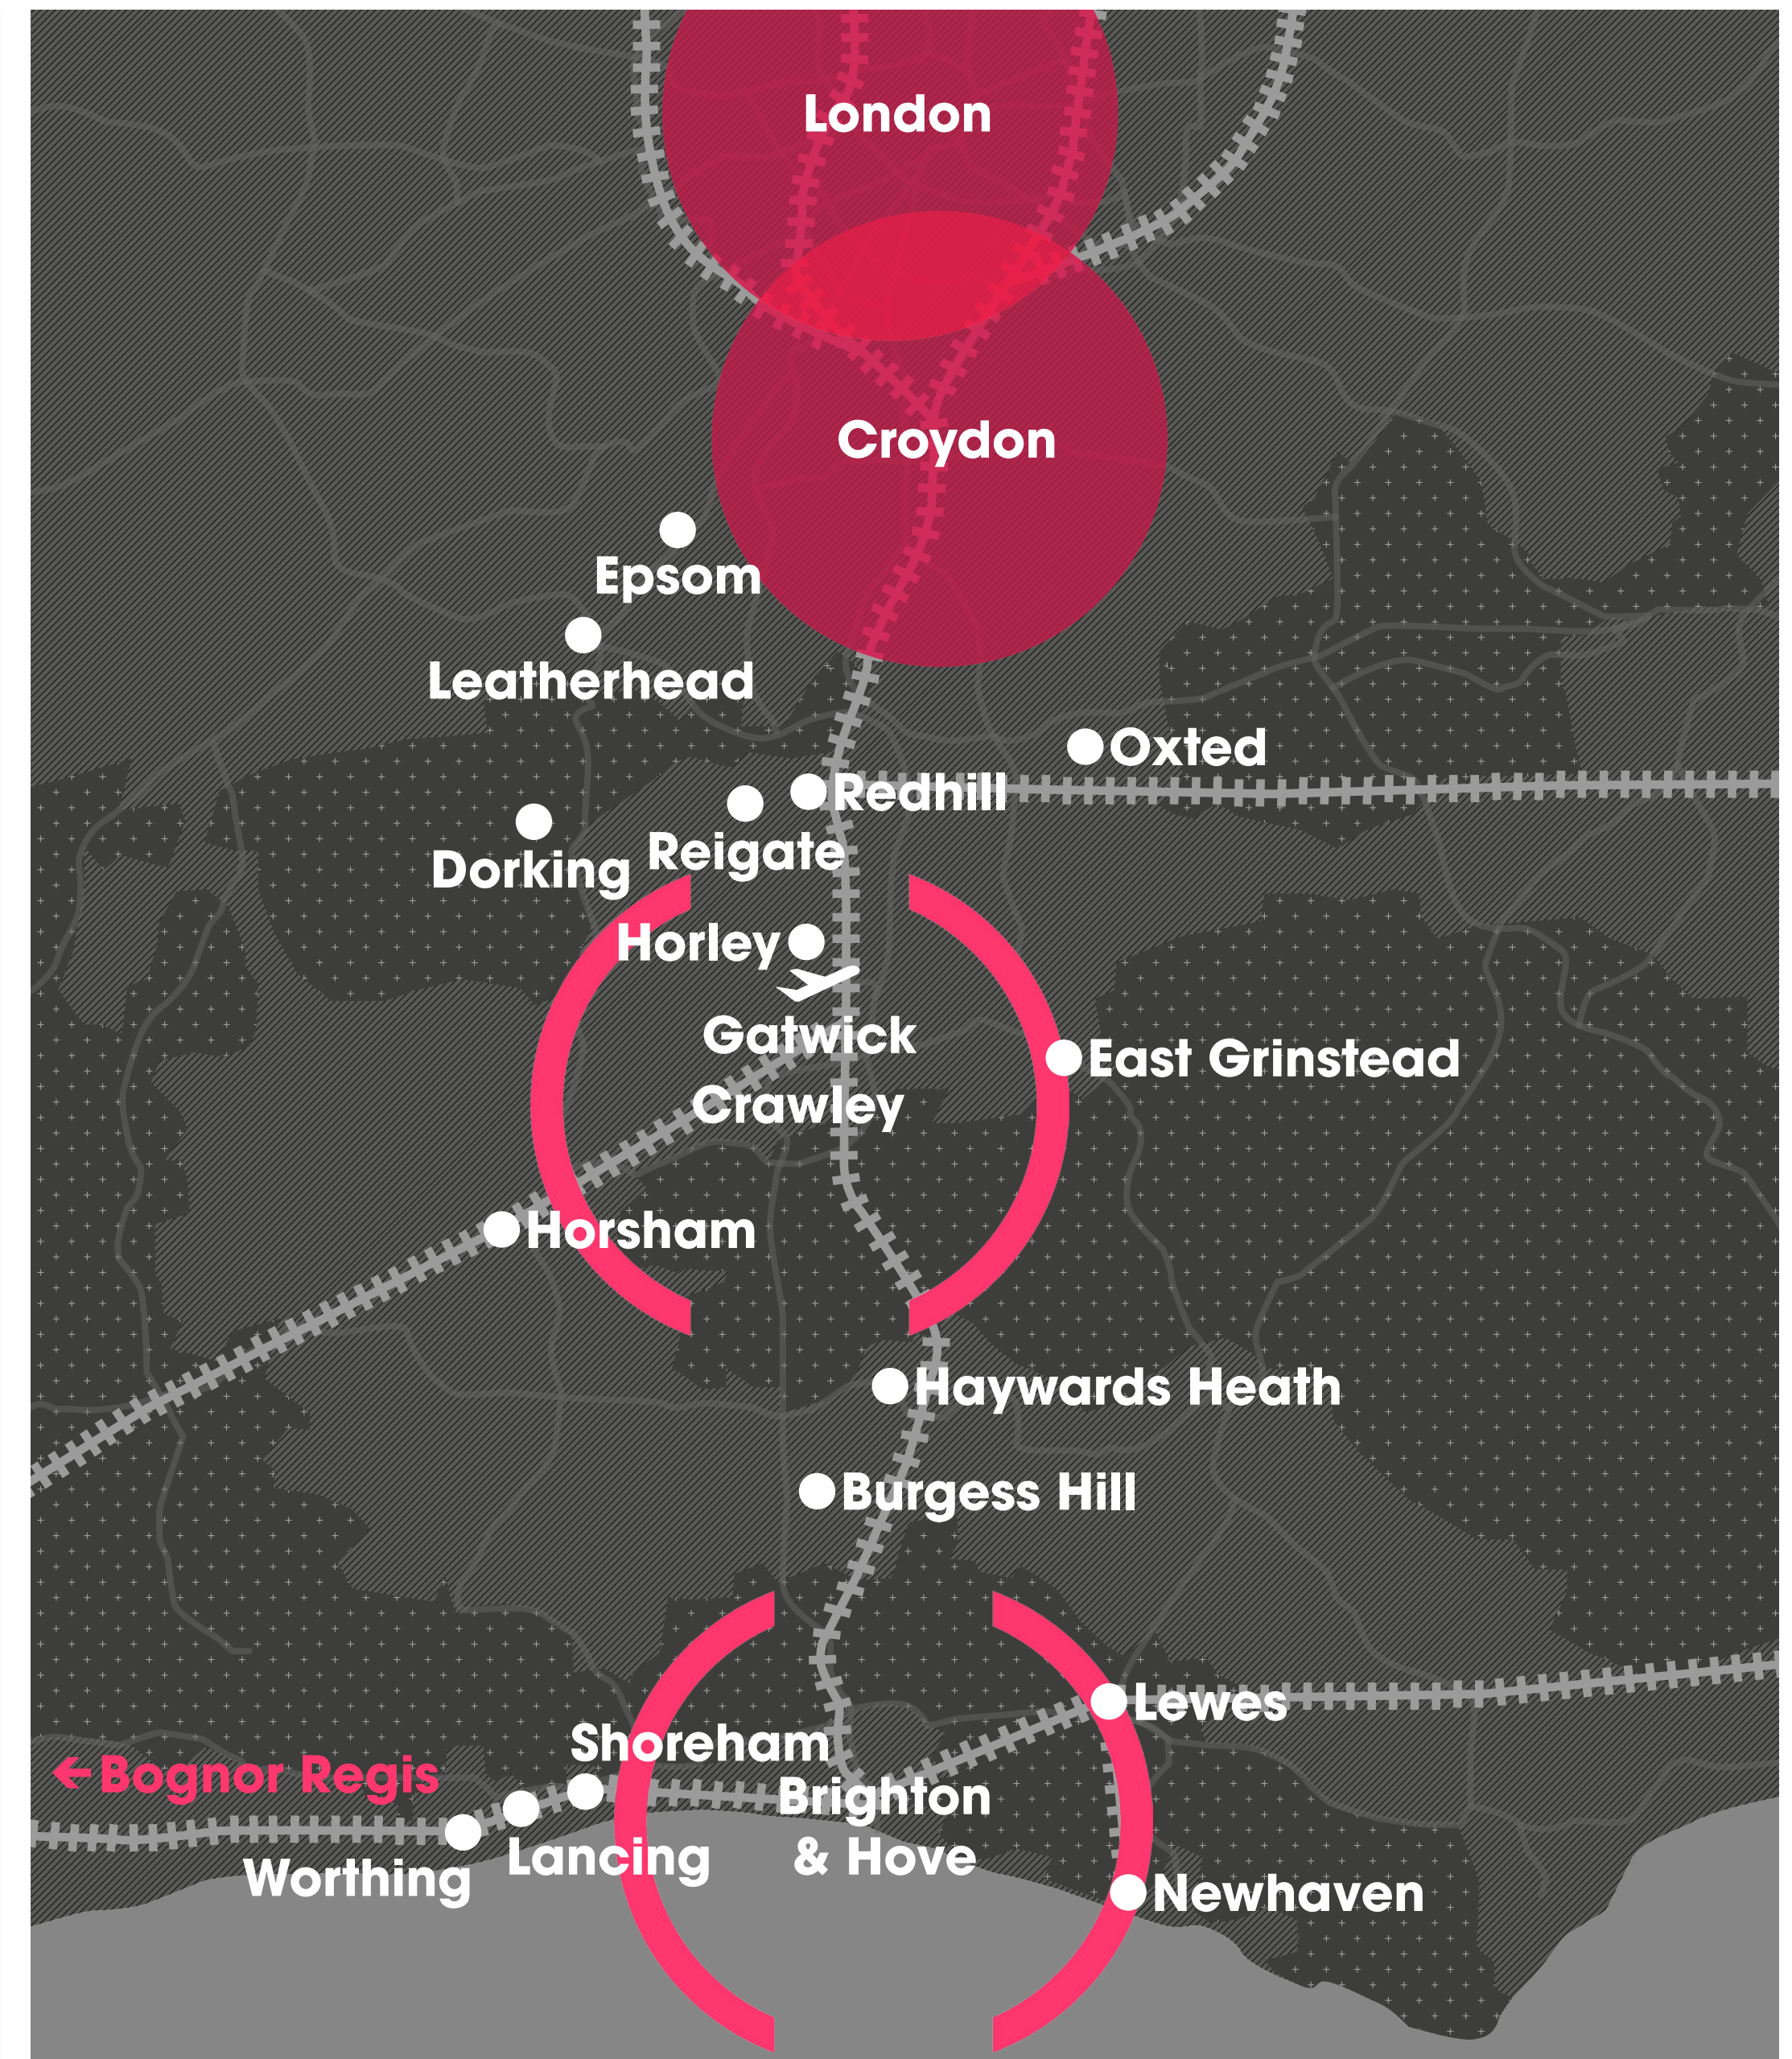 London
Croydon
Epsom
Leatherhead
Oxted
Redhill
Reigate
Dorking
Horley
Gatwick
East Grinstead
Crawley
Horsham
Haywards Heath
Burgess Hill
Lewes
Shoreham
←Bognor Regis
Brighton
& Hove
Lancing
Worthing
Newhaven